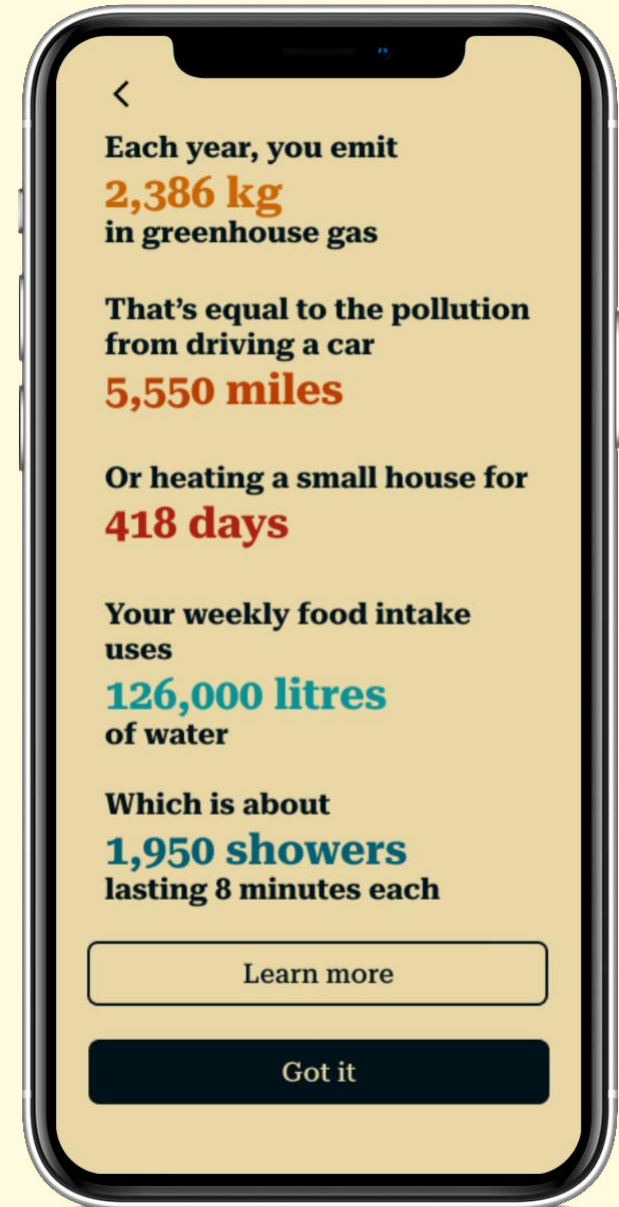 Each year, you emit
2,386 kg
in greenhouse gas
That's equal to the pollution
from driving a car
5,550 miles
Or heating a small house for
418 days
Your weekly food intake
uses
126,000 litres
of water
Which is about
1,950 showers
lasting 8 minutes each
Learn more
Got it